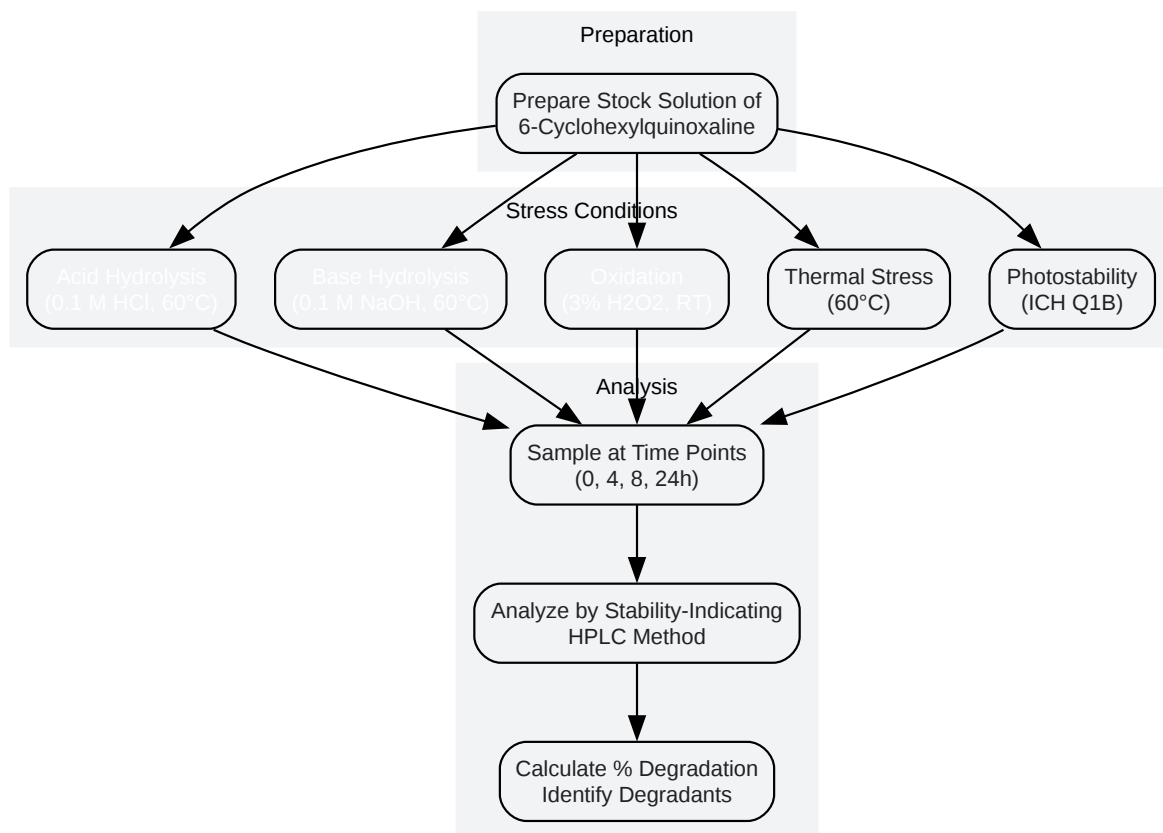 Preparation
Prepare Stock Solution of
6-Cyclohexylquinoxaline
Stress Conditions
Acid Hydrolysis
(0.1 M HCl, 60°C)
Base Hydrolysis
(0.1 M NaOH, 60°C)
Oxidation
(3% H2O2, RT)
Thermal Stress
(60°C)
Photostability
(ICH Q1B)
Analysis
Sample at Time Points
(0, 4, 8, 24h)
Analyze by Stability-Indicating
HPLC Method
Calculate % Degradation
Identify Degradants